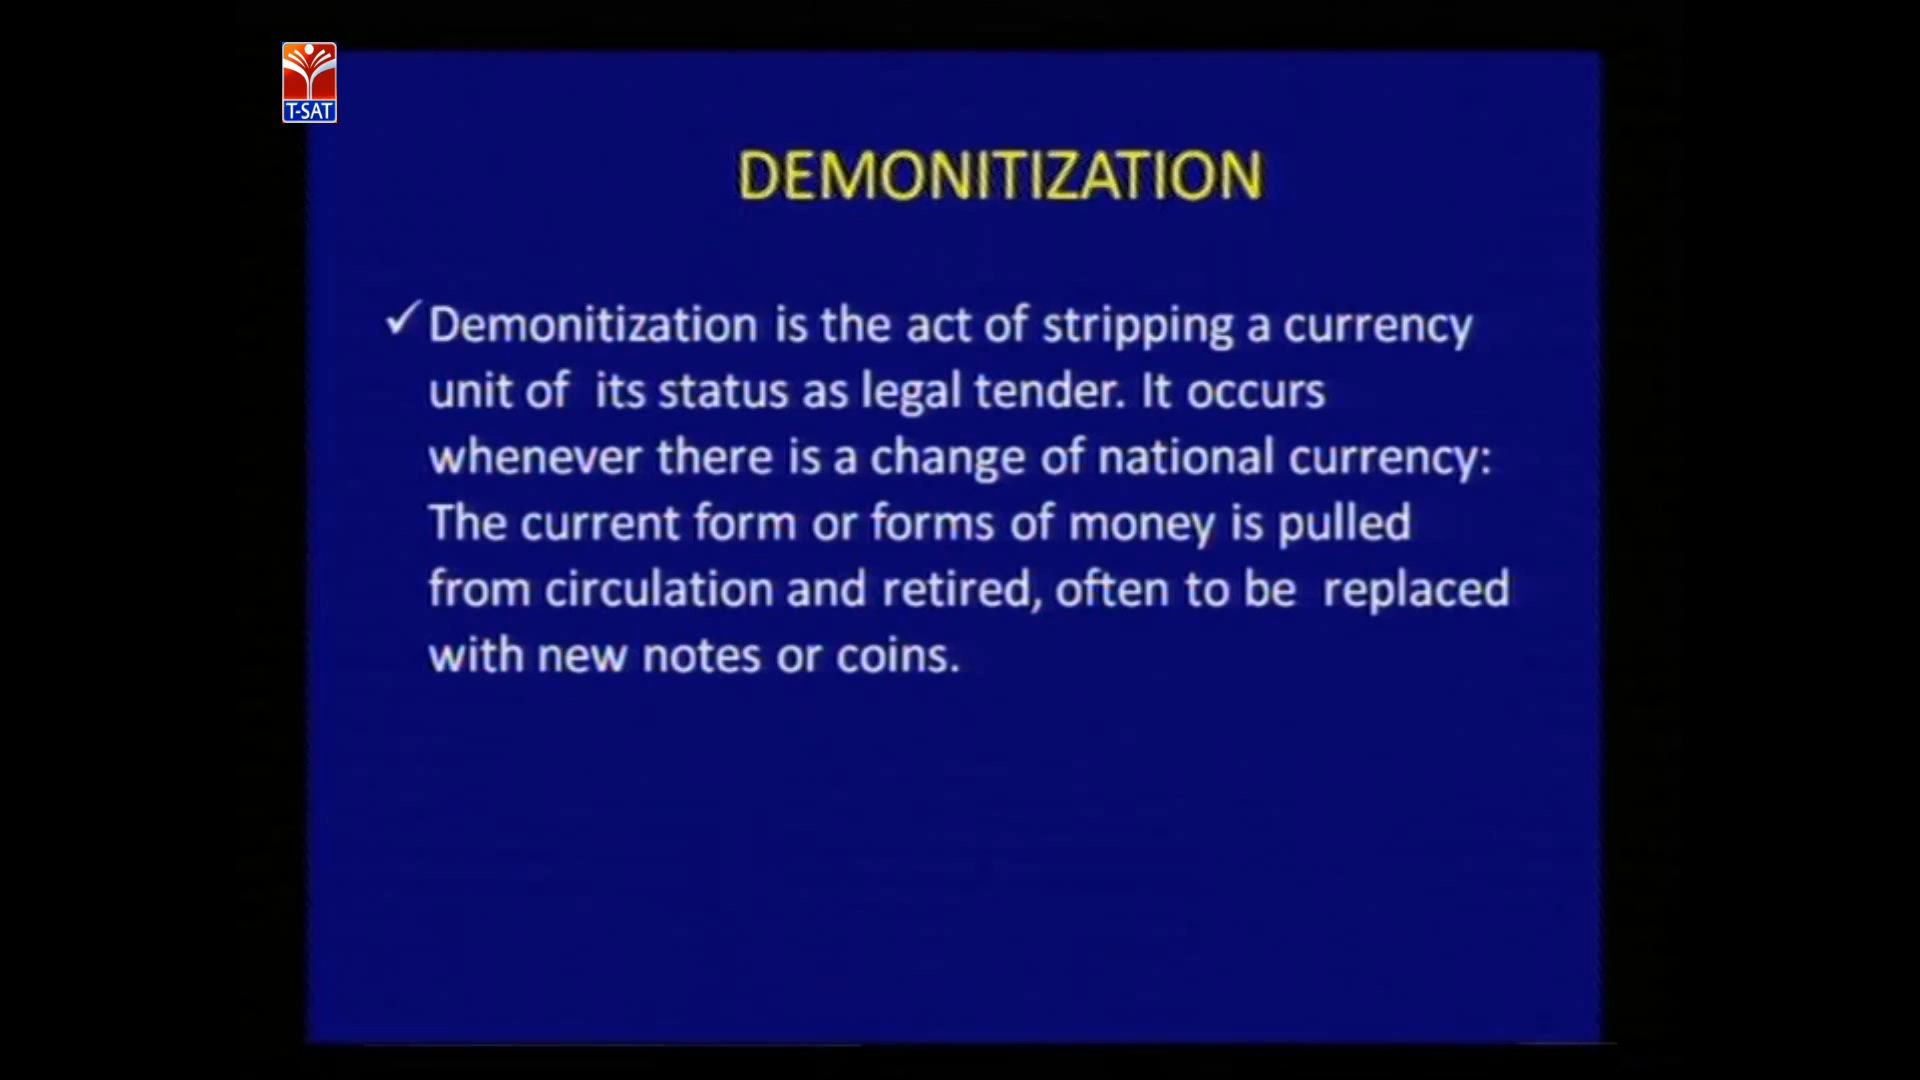 T-SAT
DEMONITIZATION
✓ Demonitization is the act of stripping a currency
unit of its status as legal tender. It occurs
whenever there is a change of national currency:
The current form or forms of money is pulled
from circulation and retired, often to be replaced
with new notes or coins.